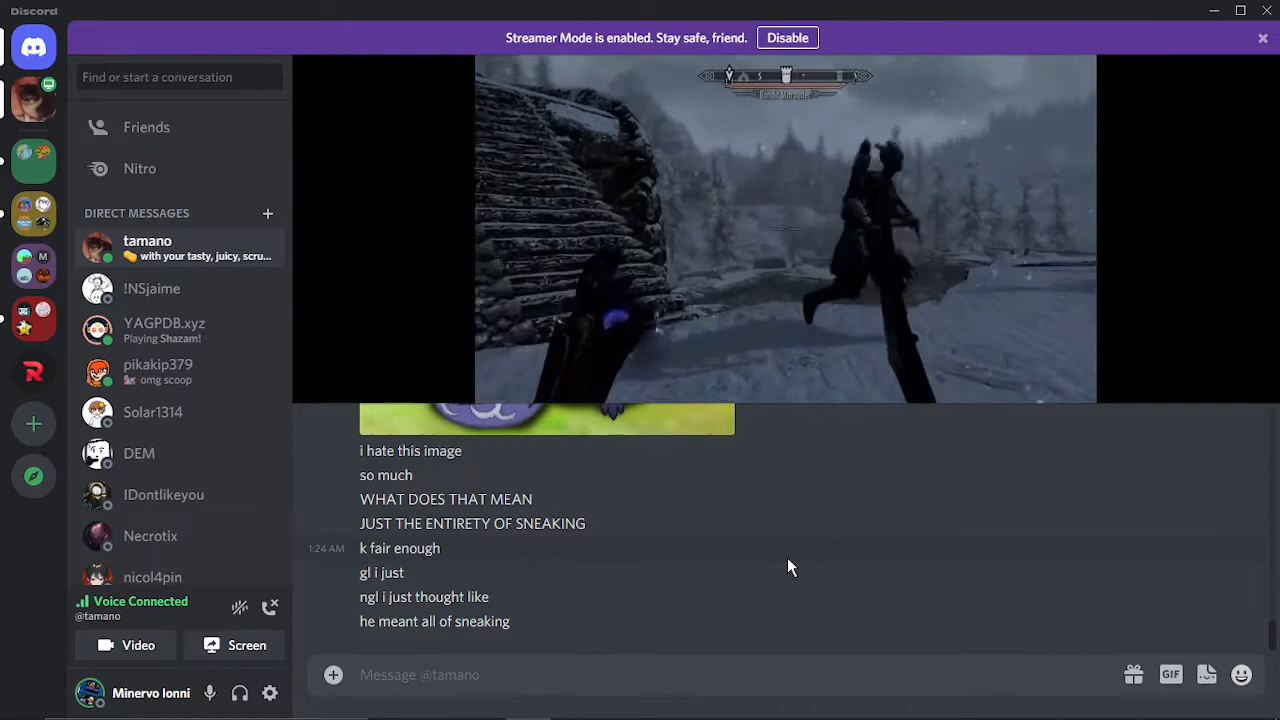 Discord
Streamer Mode is enabled. Stay safe, friend.
Disable
Find or start a conversation
Friends
Nitro
DIRECT MESSAGES
tamano
with your tasty, juicy, scru...
!NSjaime
YAGPDB.xyz
Playing Shazam!
pikakip379
omg scoop
Solar1314
DEM
IDontlikeyou
Necrotix
nicol4pin
Voice Connected
@tamano
Video
Screen
Minervo Ionni
S
Bandit Marauder
i hate this image
so much
WHAT DOES THAT MEAN
JUST THE ENTIRETY OF SNEAKING
1:24 AM
k fair enough
gl i just
ngl i just thought like
he meant all of sneaking
Message @tamano
GIF